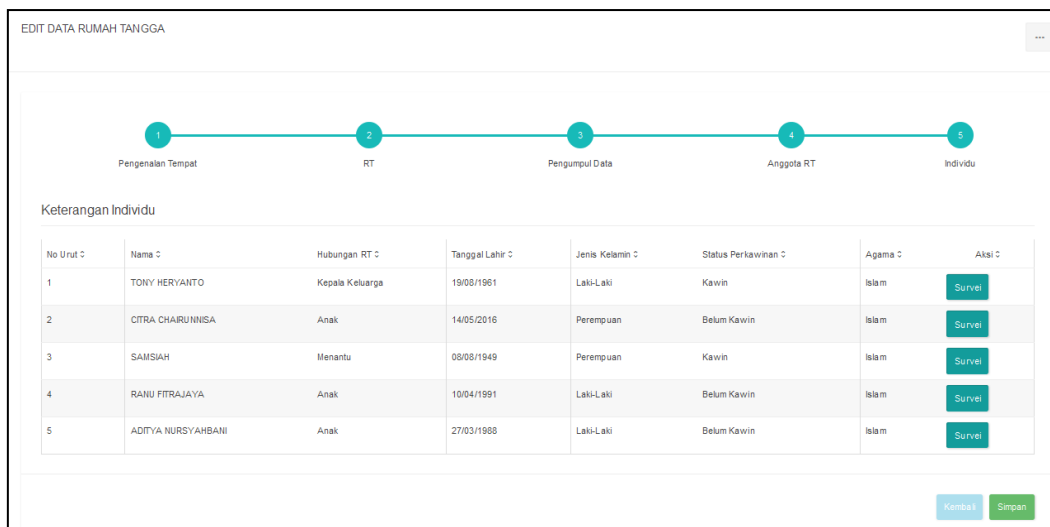 EDIT DATA RUMAH TANGGA
...
1 2 3 4 5
Pengenalan Tempat RT Pengumpul Data Anggota RT Individu
Keterangan Individu
No Urut Nama Hubungan RT Tanggal Lahir Jenis Kelamin Status Perkawinan Agama Aksi
1 TONY HERYANTO Kepala Keluarga 19/08/1961 Laki-Laki Kawin Islam Survei
2 CITRA CHAIRUNNISA Anak 14/05/2016 Perempuan Belum Kawin Islam Survei
3 SAMSIAH Menantu 08/08/1949 Perempuan Kawin Islam Survei
4 RANU FITRAJAYA Anak 10/04/1991 Laki-Laki Belum Kawin Islam Survei
5 ADITYA NURSYAHBANI Anak 27/03/1988 Laki-Laki Belum Kawin Islam Survei
Kembali Simpan